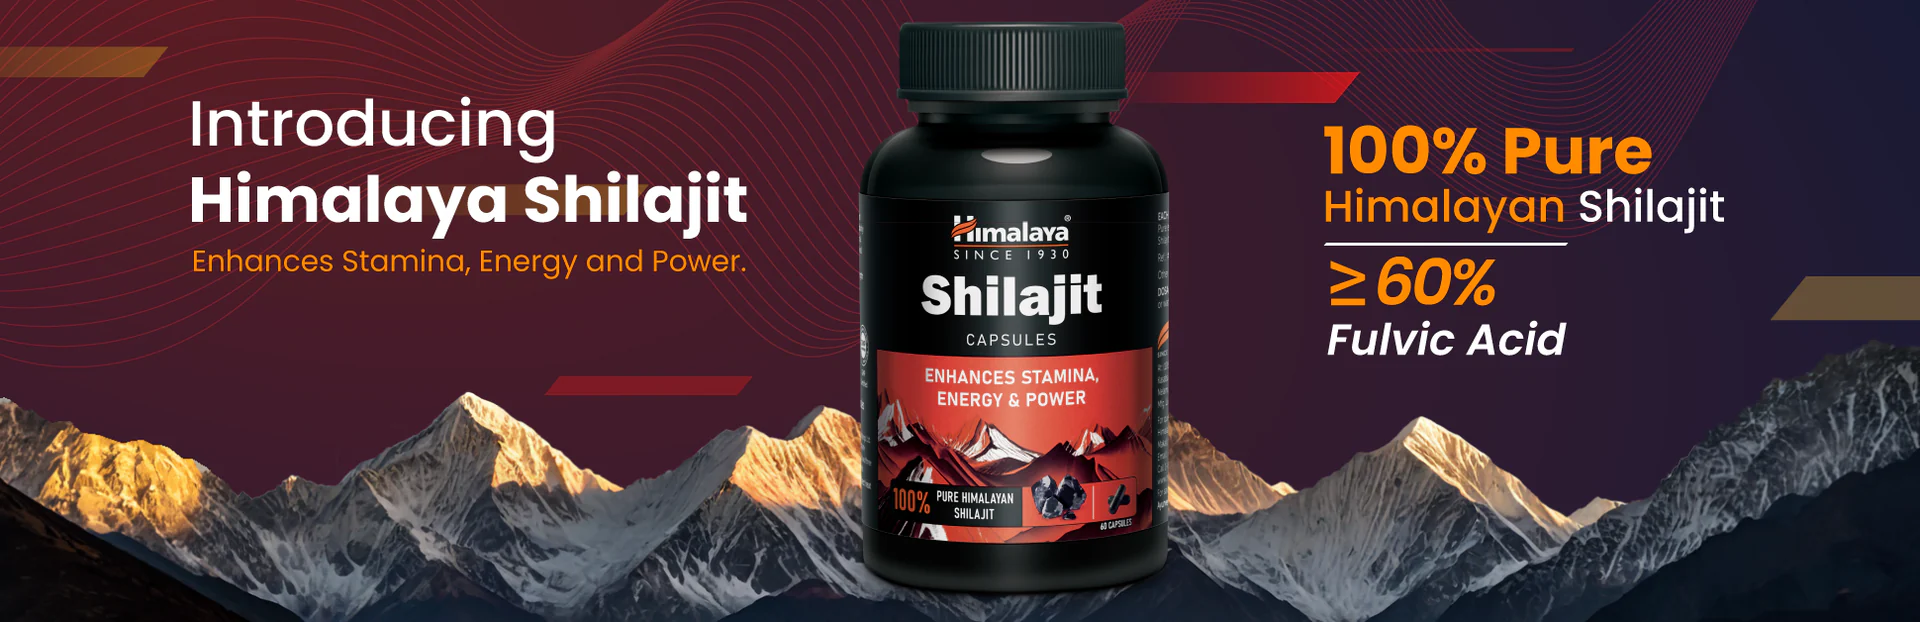 Introducing
Himalaya Shilajit
Enhances Stamina, Energy and Power.
Himalaya®
SINCE 1930
Shilajit
CAPSULES
ENHANCES STAMINA,
ENERGY & POWER
100% PURE HIMALAYAN
SHILAJIT
60 CAPSULES
100% Pure
Himalayan Shilajit
≥60%
Fulvic Acid